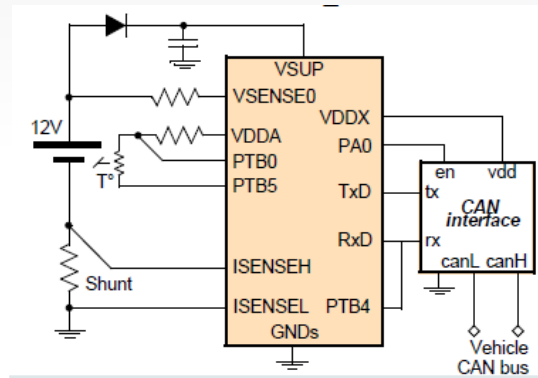 VSUP
VSENSE0
VDDX
12V
VDDA
PA0
PTB0
en
vdd
T°
PTB5
TxD
tx
CAN
interface
RxD
rx
ISENSEH
canL
canH
Shunt
ISENSEL
PTB4
GNDs
Vehicle
CAN bus